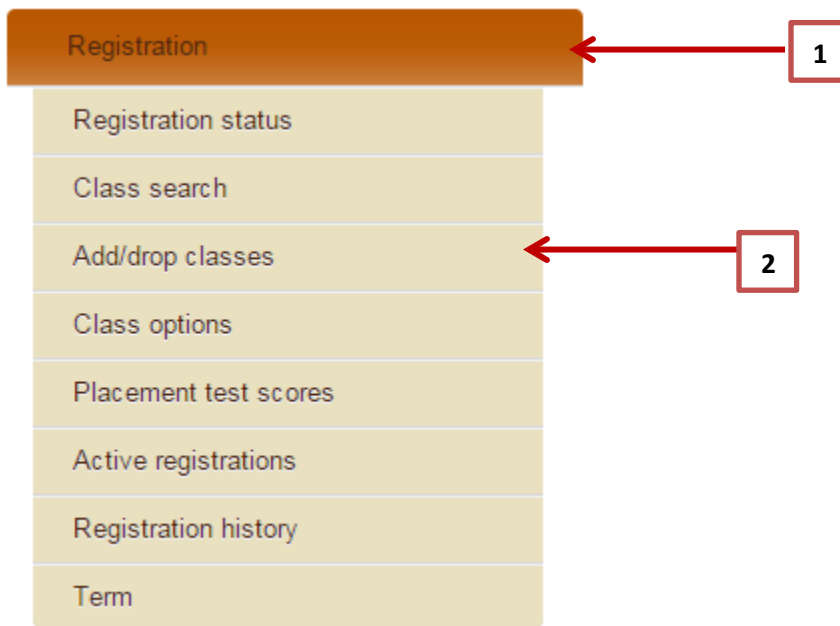 Registration
1
Registration status
Class search
Add/drop classes
2
Class options
Placement test scores
Active registrations
Registration history
Term